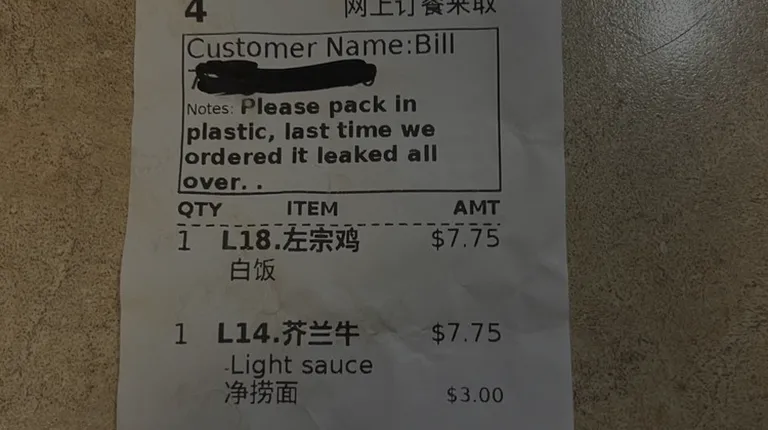 4 网上订餐来取
Customer Name:Bill
Notes: Please pack in
plastic, last time we
ordered it leaked all
over. .
QTY ITEM AMT
1 L18.左宗鸡 $7.75
白饭
1 L14.芥兰牛 $7.75
-Light sauce
净捞面 $3.00